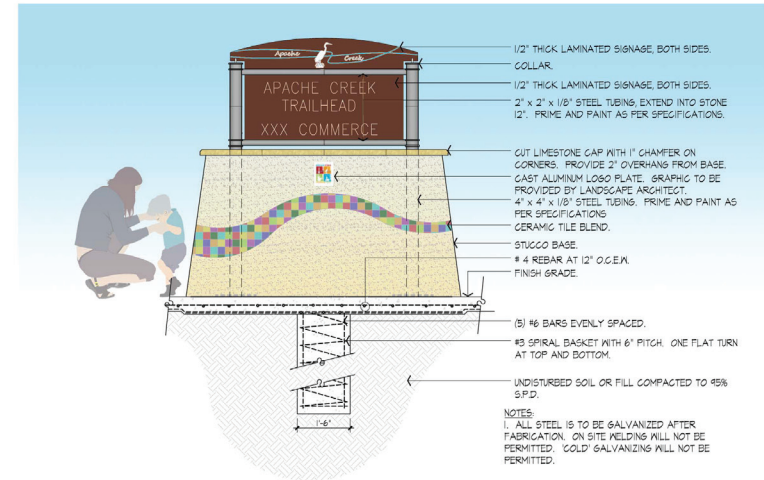 Apache Creek
APACHE CREEK
TRAILHEAD
XXX COMMERCE
1/2" THICK LAMINATED SIGNAGE, BOTH SIDES.
COLLAR.
1/2" THICK LAMINATED SIGNAGE, BOTH SIDES.
2" x 2" x 1/8" STEEL TUBING, EXTEND INTO STONE
12". PRIME AND PAINT AS PER SPECIFICATIONS.
CUT LIMESTONE CAP WITH 1" CHAMFER ON
CORNERS. PROVIDE 2" OVERHANG FROM BASE.
CAST ALUMINUM LOGO PLATE. GRAPHIC TO BE
PROVIDED BY LANDSCAPE ARCHITECT.
4" x 4" x 1/8" STEEL TUBING. PRIME AND PAINT AS
PER SPECIFICATIONS
CERAMIC TILE BLEND.
STUCCO BASE.
# 4 REBAR AT 12" O.C.E.W.
FINISH GRADE.
(5) #6 BARS EVENLY SPACED.
#3 SPIRAL BASKET WITH 6" PITCH. ONE FLAT TURN
AT TOP AND BOTTOM.
UNDISTURBED SOIL OR FILL COMPACTED TO 95%
S.P.D.
1'-6"
NOTES:
1. ALL STEEL IS TO BE GALVANIZED AFTER
FABRICATION. ON SITE WELDING WILL NOT BE
PERMITTED. 'COLD' GALVANIZING WILL NOT BE
PERMITTED.